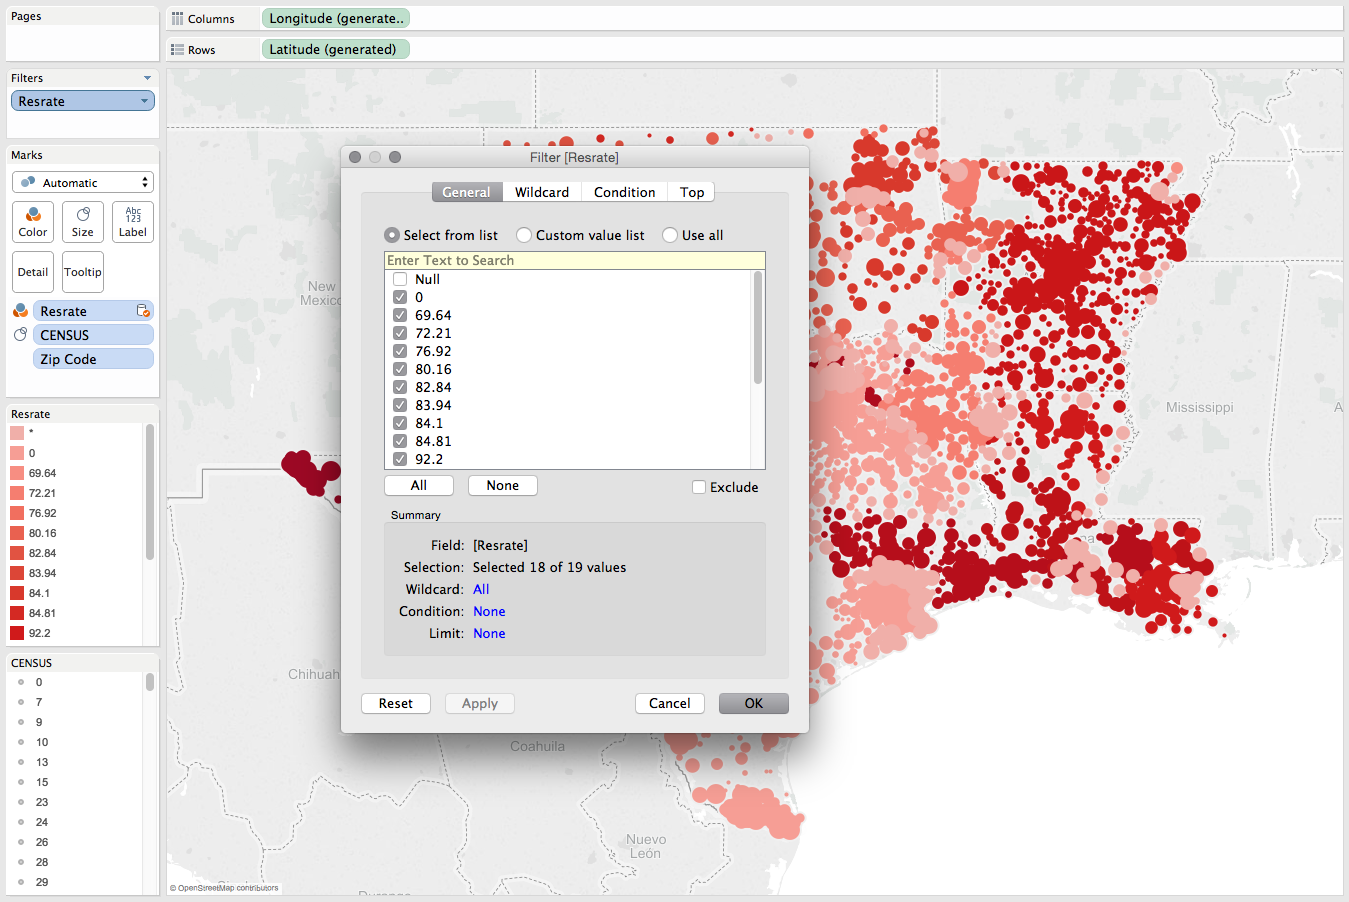 Pages
Columns
Longitude (generate..
Rows
Latitude (generated)
Filters
Resrate
Marks
Automatic
Color
Size
Abc
123
Label
Detail
Tooltip
Resrate
CENSUS
Zip Code
Resrate
*
0
69.64
72.21
76.92
80.16
82.84
83.94
84.1
84.81
92.2
CENSUS
0
7
9
10
13
15
23
24
26
28
29
Filter [Resrate]
General
Wildcard
Condition
Top
Select from list
Custom value list
Use all
Enter Text to Search
Null
0
69.64
72.21
76.92
80.16
82.84
83.94
84.1
84.81
92.2
All
None
Exclude
Summary
Field: [Resrate]
Selection: Selected 18 of 19 values
Wildcard: All
Condition: None
Limit: None
Reset
Apply
Cancel
OK
New
Mexico
Mississippi
A
na
Chihuah
Coahuila
Nuevo
León
© OpenStreetMap contributors